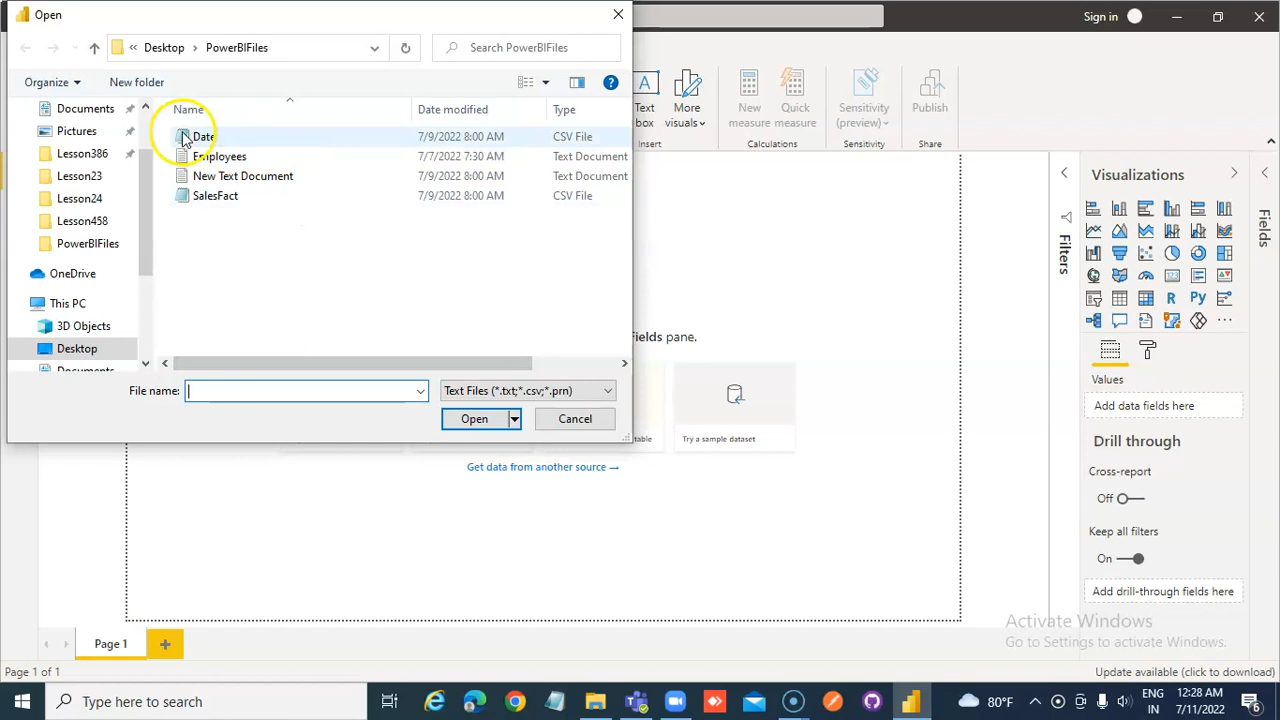 Open
Sign in
Desktop
PowerBIFiles
Search PowerBIFiles
Organize
New folder
Name
Date modified
Type
Documents
Pictures
Lesson386
Lesson23
Lesson24
Lesson458
PowerBIFiles
OneDrive
This PC
3D Objects
Desktop
Documents
Date
7/9/2022 8:00 AM
CSV File
Employees
7/7/2022 7:30 AM
Text Document
New Text Document
7/9/2022 8:00 AM
Text Document
SalesFact
7/9/2022 8:00 AM
CSV File
File name:
Text Files (*.txt;*.csv;*.prn)
Open
Cancel
A
Text
box
More
visuals
New
measure
Quick
measure
Sensitivity
(preview)
Publish
Insert
Calculations
Sensitivity
Share
Fields pane.
table
Try a sample dataset
Get data from another source →
Filters
Visualizations
Fields
R
Py
Values
Add data fields here
Drill through
Cross-report
Off
Keep all filters
On
Add drill-through fields here
Activate Windows
Go to Settings to activate Windows.
Page 1
Page 1 of 1
Update available (click to download)
Type here to search
80°F
ENG
IN
12:28 AM
7/11/2022
6